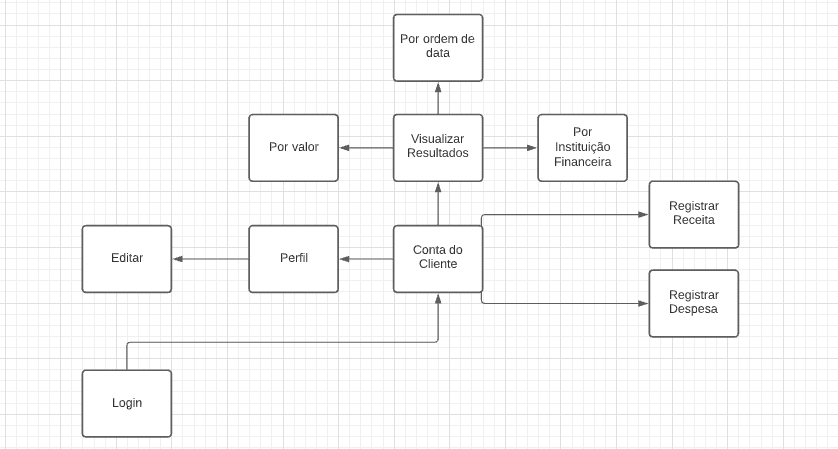 Por ordem de
data
Por valor
Visualizar
Resultados
Por
Instituição
Financeira
Registrar
Receita
Editar
Perfil
Conta do
Cliente
Registrar
Despesa
Login